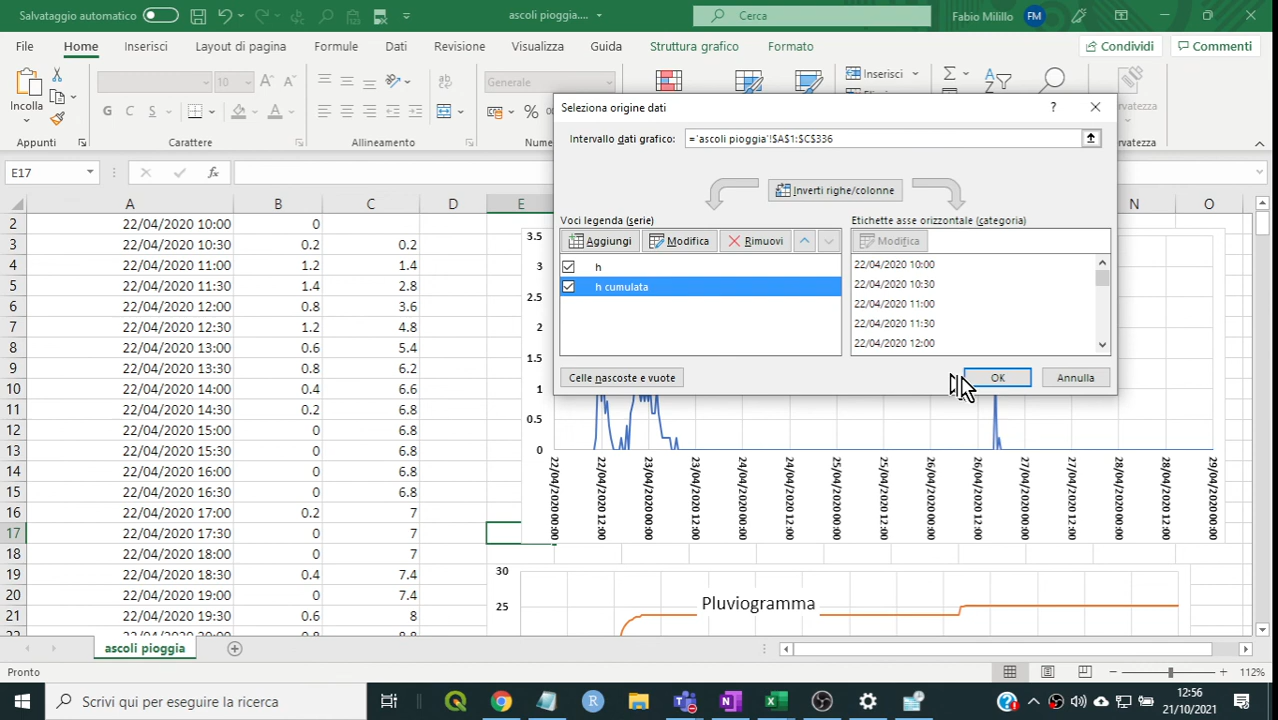 Salvataggio automatico
ascoli pioggia...
Cerca
Fabio Milillo
FM
File
Home
Inserisci
Layout di pagina
Formule
Dati
Revisione
Visualizza
Guida
Struttura grafico
Formato
Condividi
Commenti
Incolla
10
G C S
Generale
Inserisci
Appunti
Carattere
Allineamento
Seleziona origine dati
Intervallo dati grafico:
='ascoli pioggia'!$A$1:$C$336
Inverti righe/colonne
Voci legenda (serie)
Etichette asse orizzontale (categoria)
Aggiungi
Modifica
Rimuovi
Modifica
h
h cumulata
22/04/2020 10:00
22/04/2020 10:30
22/04/2020 11:00
22/04/2020 11:30
22/04/2020 12:00
Celle nascoste e vuote
OK
Annulla
E17
A B C D E N O
2 22/04/2020 10:00 0
3 22/04/2020 10:30 0.2 0.2
4 22/04/2020 11:00 1.2 1.4
5 22/04/2020 11:30 1.4 2.8
6 22/04/2020 12:00 0.8 3.6
7 22/04/2020 12:30 1.2 4.8
8 22/04/2020 13:00 0.6 5.4
9 22/04/2020 13:30 0.8 6.2
10 22/04/2020 14:00 0.4 6.6
11 22/04/2020 14:30 0.2 6.8
12 22/04/2020 15:00 0 6.8
13 22/04/2020 15:30 0 6.8
14 22/04/2020 16:00 0 6.8
15 22/04/2020 16:30 0 6.8
16 22/04/2020 17:00 0.2 7
17 22/04/2020 17:30 0 7
18 22/04/2020 18:00 0 7
19 22/04/2020 18:30 0.4 7.4
20 22/04/2020 19:00 0 7.4
21 22/04/2020 19:30 0.6 8
3.5
3
2.5
2
1.5
1
0.5
0
22/04/2020 00:00
22/04/2020 12:00
23/04/2020 00:00
23/04/2020 12:00
24/04/2020 00:00
24/04/2020 12:00
25/04/2020 00:00
25/04/2020 12:00
26/04/2020 00:00
26/04/2020 12:00
27/04/2020 00:00
27/04/2020 12:00
28/04/2020 00:00
28/04/2020 12:00
29/04/2020 00:00
30
25
Pluviogramma
ascoli pioggia
Pronto
112%
Scrivi qui per eseguire la ricerca
12:56
21/10/2021